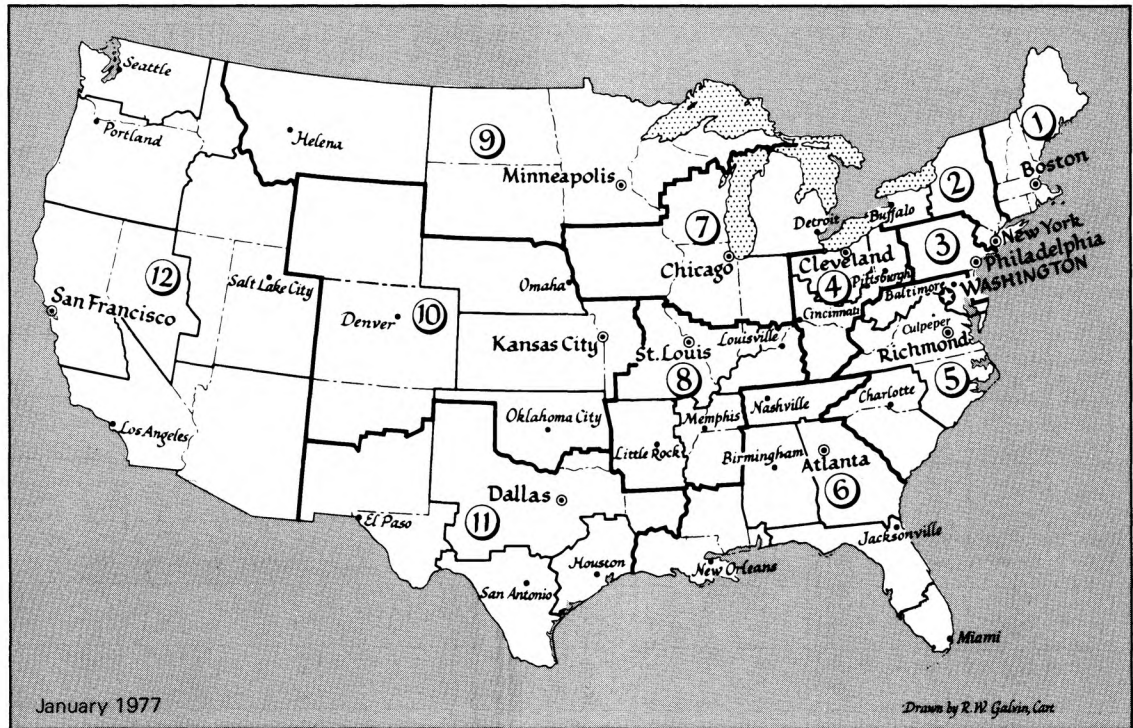 Seattle
Portland
Helena
9
Minneapolis
1
Boston
2
7
Detroit
Buffalo
3
New York
Philadelphia
WASHINGTON
Chicago
Cleveland
4
Pittsburgh
Baltimore
Cincinnati
12
Salt Lake City
San Francisco
Omaha
Denver
10
Kansas City
St. Louis
Louisville
8
Culpeper
Richmond
5
Charlotte
Los Angeles
Oklahoma City
Memphis
Nashville
Little Rock
Birmingham
Atlanta
6
Dallas
11
El Paso
Houston
San Antonio
New Orleans
Jacksonville
Miami
January 1977
Drawn by R. W. Galvin, Cart.